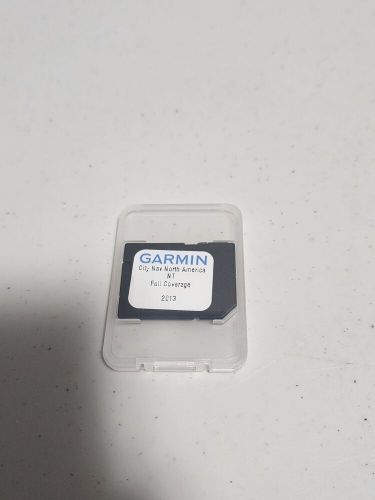 GARMIN
City Nav North America
NT
Full Coverage
2013